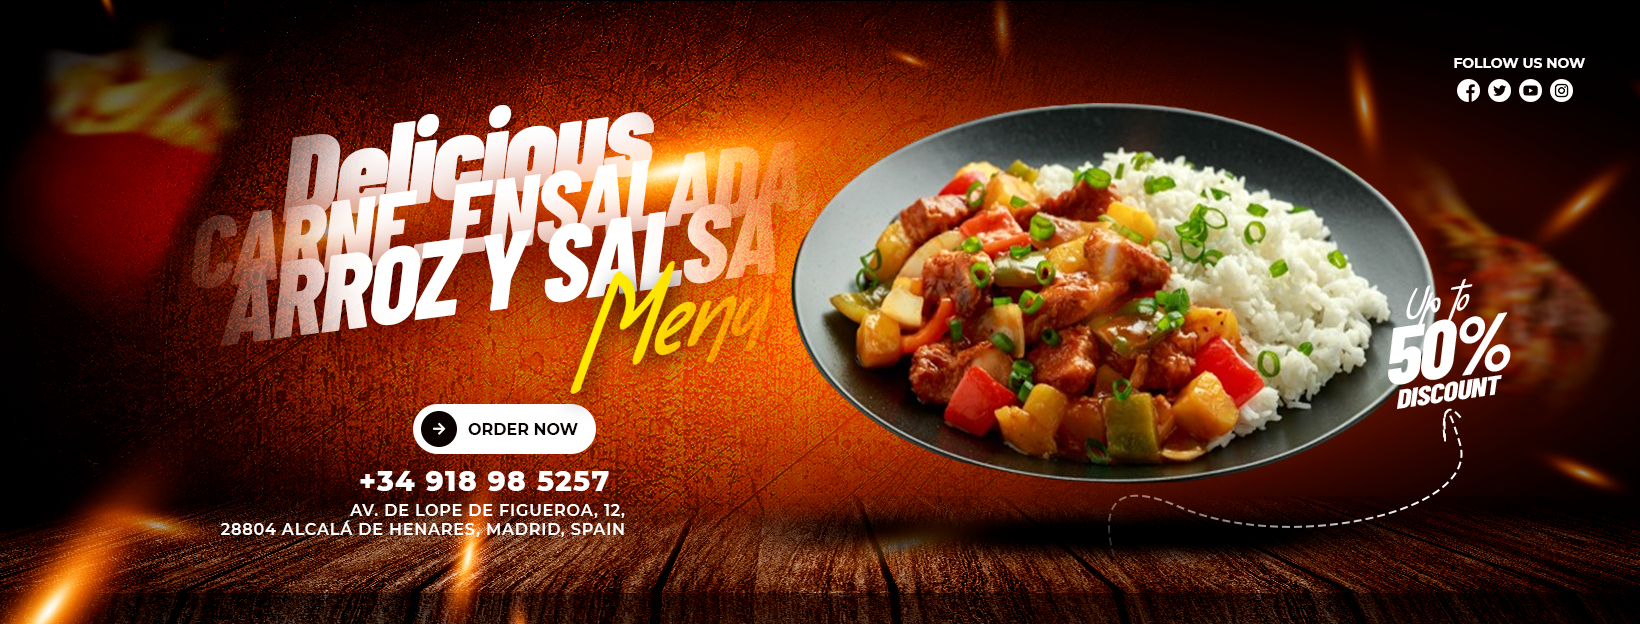 Delicious
CARNE ENSALADA,
ARROZ Y SALSA
Menu
ORDER NOW
+34 918 98 5257
AV. DE LOPE DE FIGUEROA, 12,
28804 ALCALÁ DE HENARES, MADRID, SPAIN
FOLLOW US NOW
Up to
50%
DISCOUNT